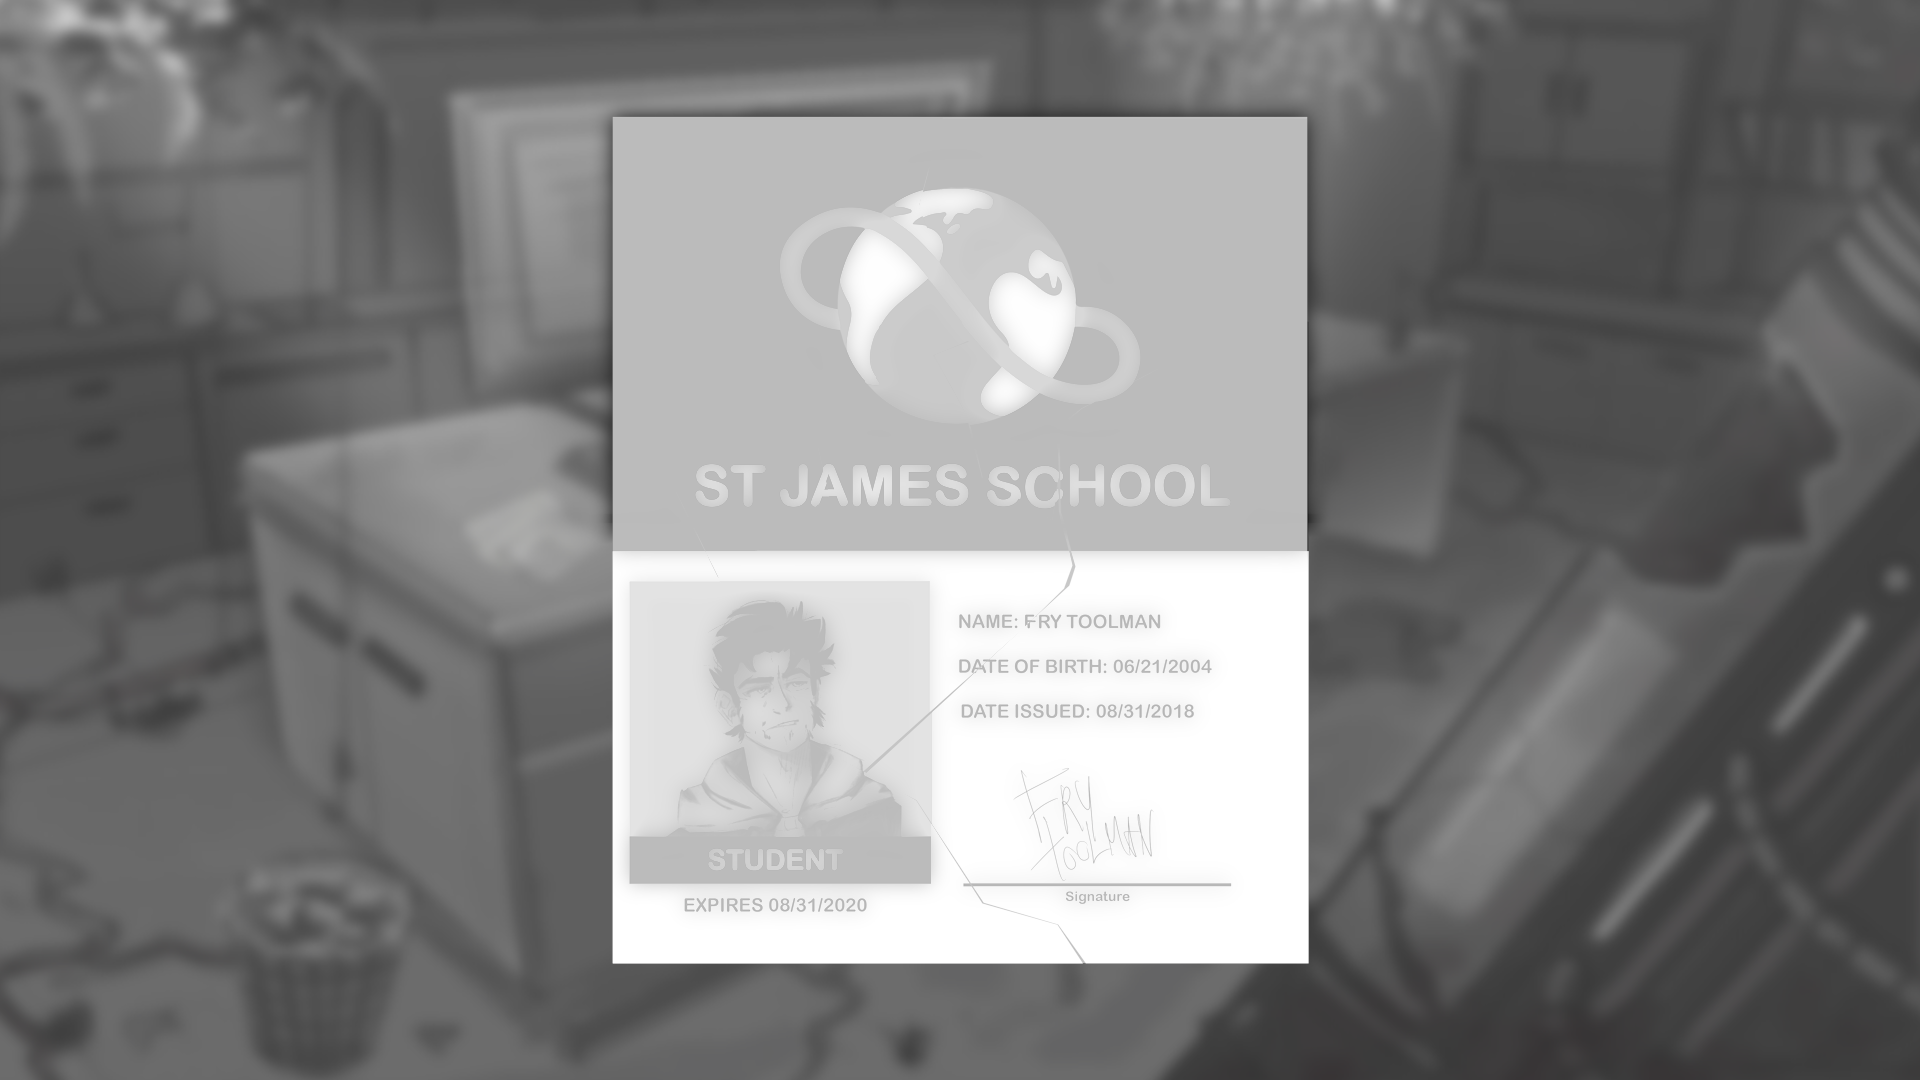 ST JAMES SCHOOL
NAME: FRY TOOLMAN
DATE OF BIRTH: 06/21/2004
DATE ISSUED: 08/31/2018
FRY
TOOLMAN
Signature
STUDENT
EXPIRES 08/31/2020